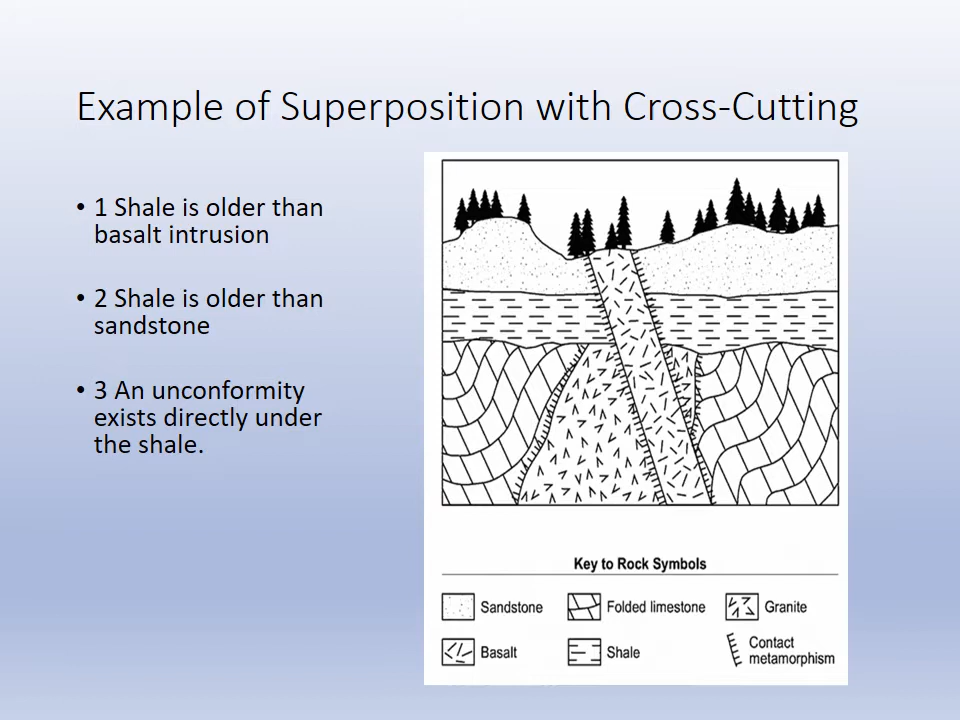 Example of Superposition with Cross-Cutting
• 1 Shale is older than
basalt intrusion
• 2 Shale is older than
sandstone
• 3 An unconformity
exists directly under
the shale.
Key to Rock Symbols
Sandstone
Folded limestone
Granite
Basalt
Shale
Contact
metamorphism